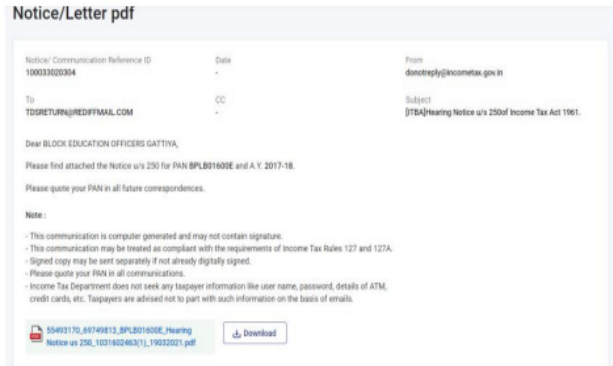 Notice/Letter pdf
Notice/ Communication Reference ID
100033020304
Date
-
From
donotreply@incometax.gov.in
To
TDSRETURN@REDIFFMAIL.COM
CC
-
Subject
[ITBA]Hearing Notice u/s 250of Income Tax Act 1961.
Dear BLOCK EDUCATION OFFICERS GATTIYA,
Please find attached the Notice u/s 250 for PAN BPLB01600E and A.Y. 2017-18.
Please quote your PAN in all future correspondences.
Note :
- This communication is computer generated and may not contain signature.
- This communication may be treated as compliant with the requirements of Income Tax Rules 127 and 127A.
- Signed copy may be sent separately if not already digitally signed.
- Please quote your PAN in all communications.
- Income Tax Department does not seek any taxpayer information like user name, password, details of ATM,
credit cards, etc. Taxpayers are advised not to part with such information on the basis of emails.
55493170_69749813_BPLB01600E_Hearing
Notice us 250_1031602463(1)_19032021.pdf
Download